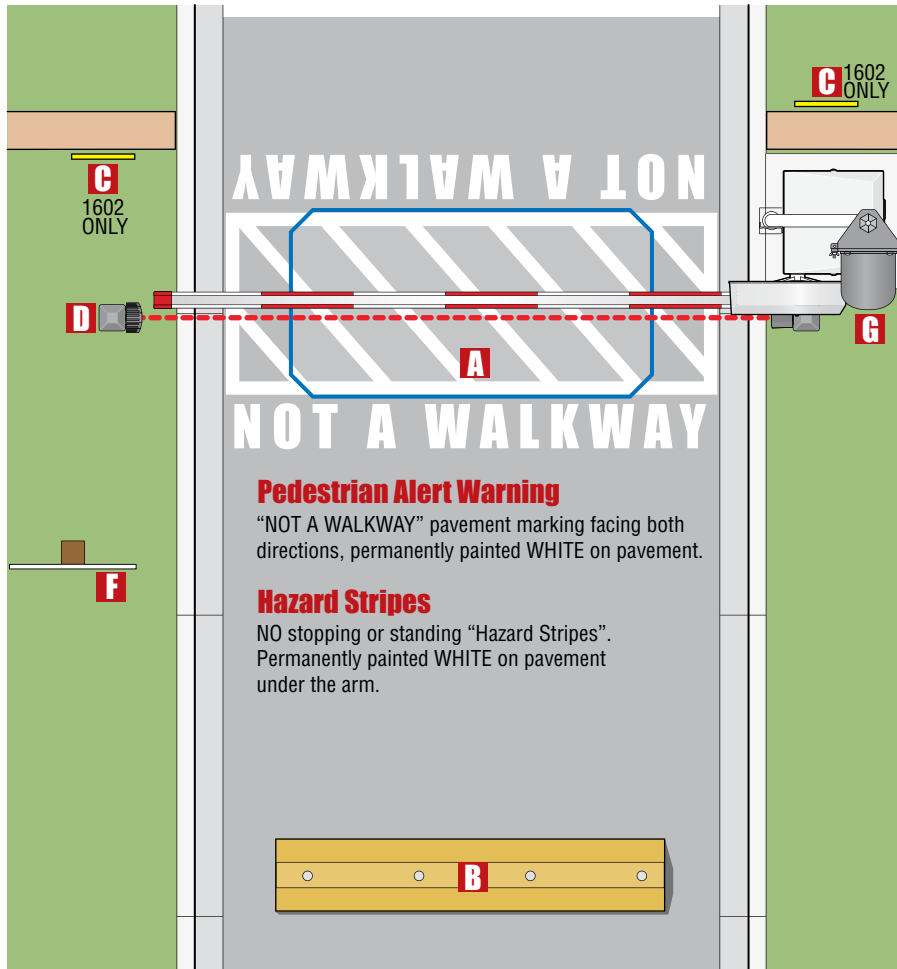 C 1602
ONLY
C
1602
ONLY
NOT A WALKWAY
D
G
A
NOT A WALKWAY
Pedestrian Alert Warning
“NOT A WALKWAY” pavement marking facing both
directions, permanently painted WHITE on pavement.
F
Hazard Stripes
NO stopping or standing “Hazard Stripes”.
Permanently painted WHITE on pavement
under the arm.
B